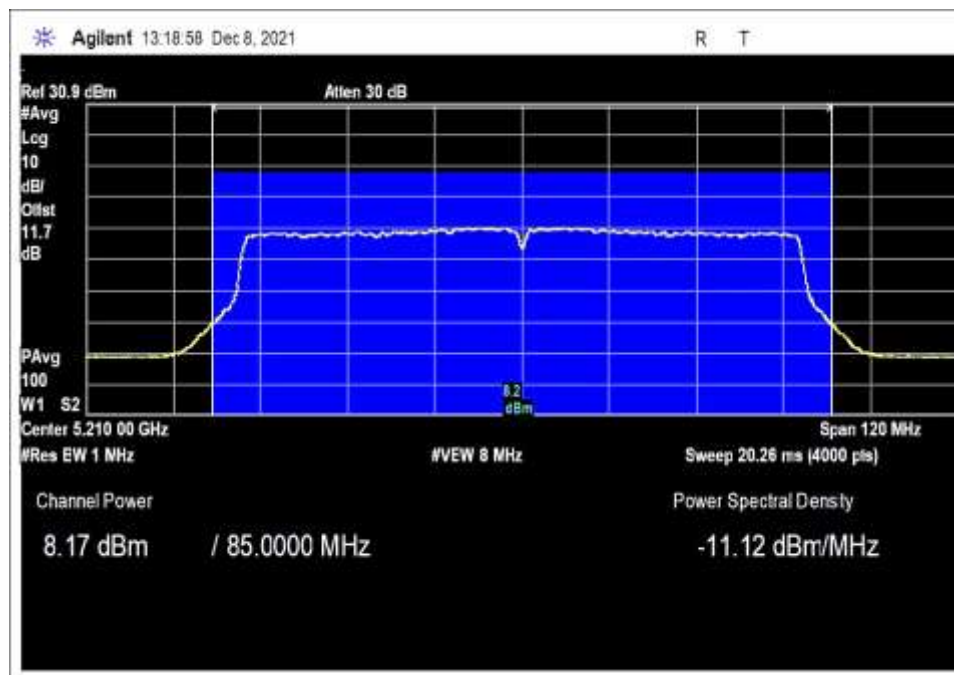 Agilent 13:18:58 Dec 8, 2021 R T
Ref 30.9 dBm Atten 30 dB
#Avg
Log
10
dB/
Offst
11.7
dB
PAvg
100
W1 S2
8.2
dBm
Center 5.210 00 GHz Span 120 MHz
#Res BW 1 MHz #VBW 8 MHz Sweep 20.26 ms (4000 pts)
Channel Power Power Spectral Density
8.17 dBm / 85.0000 MHz -11.12 dBm/MHz